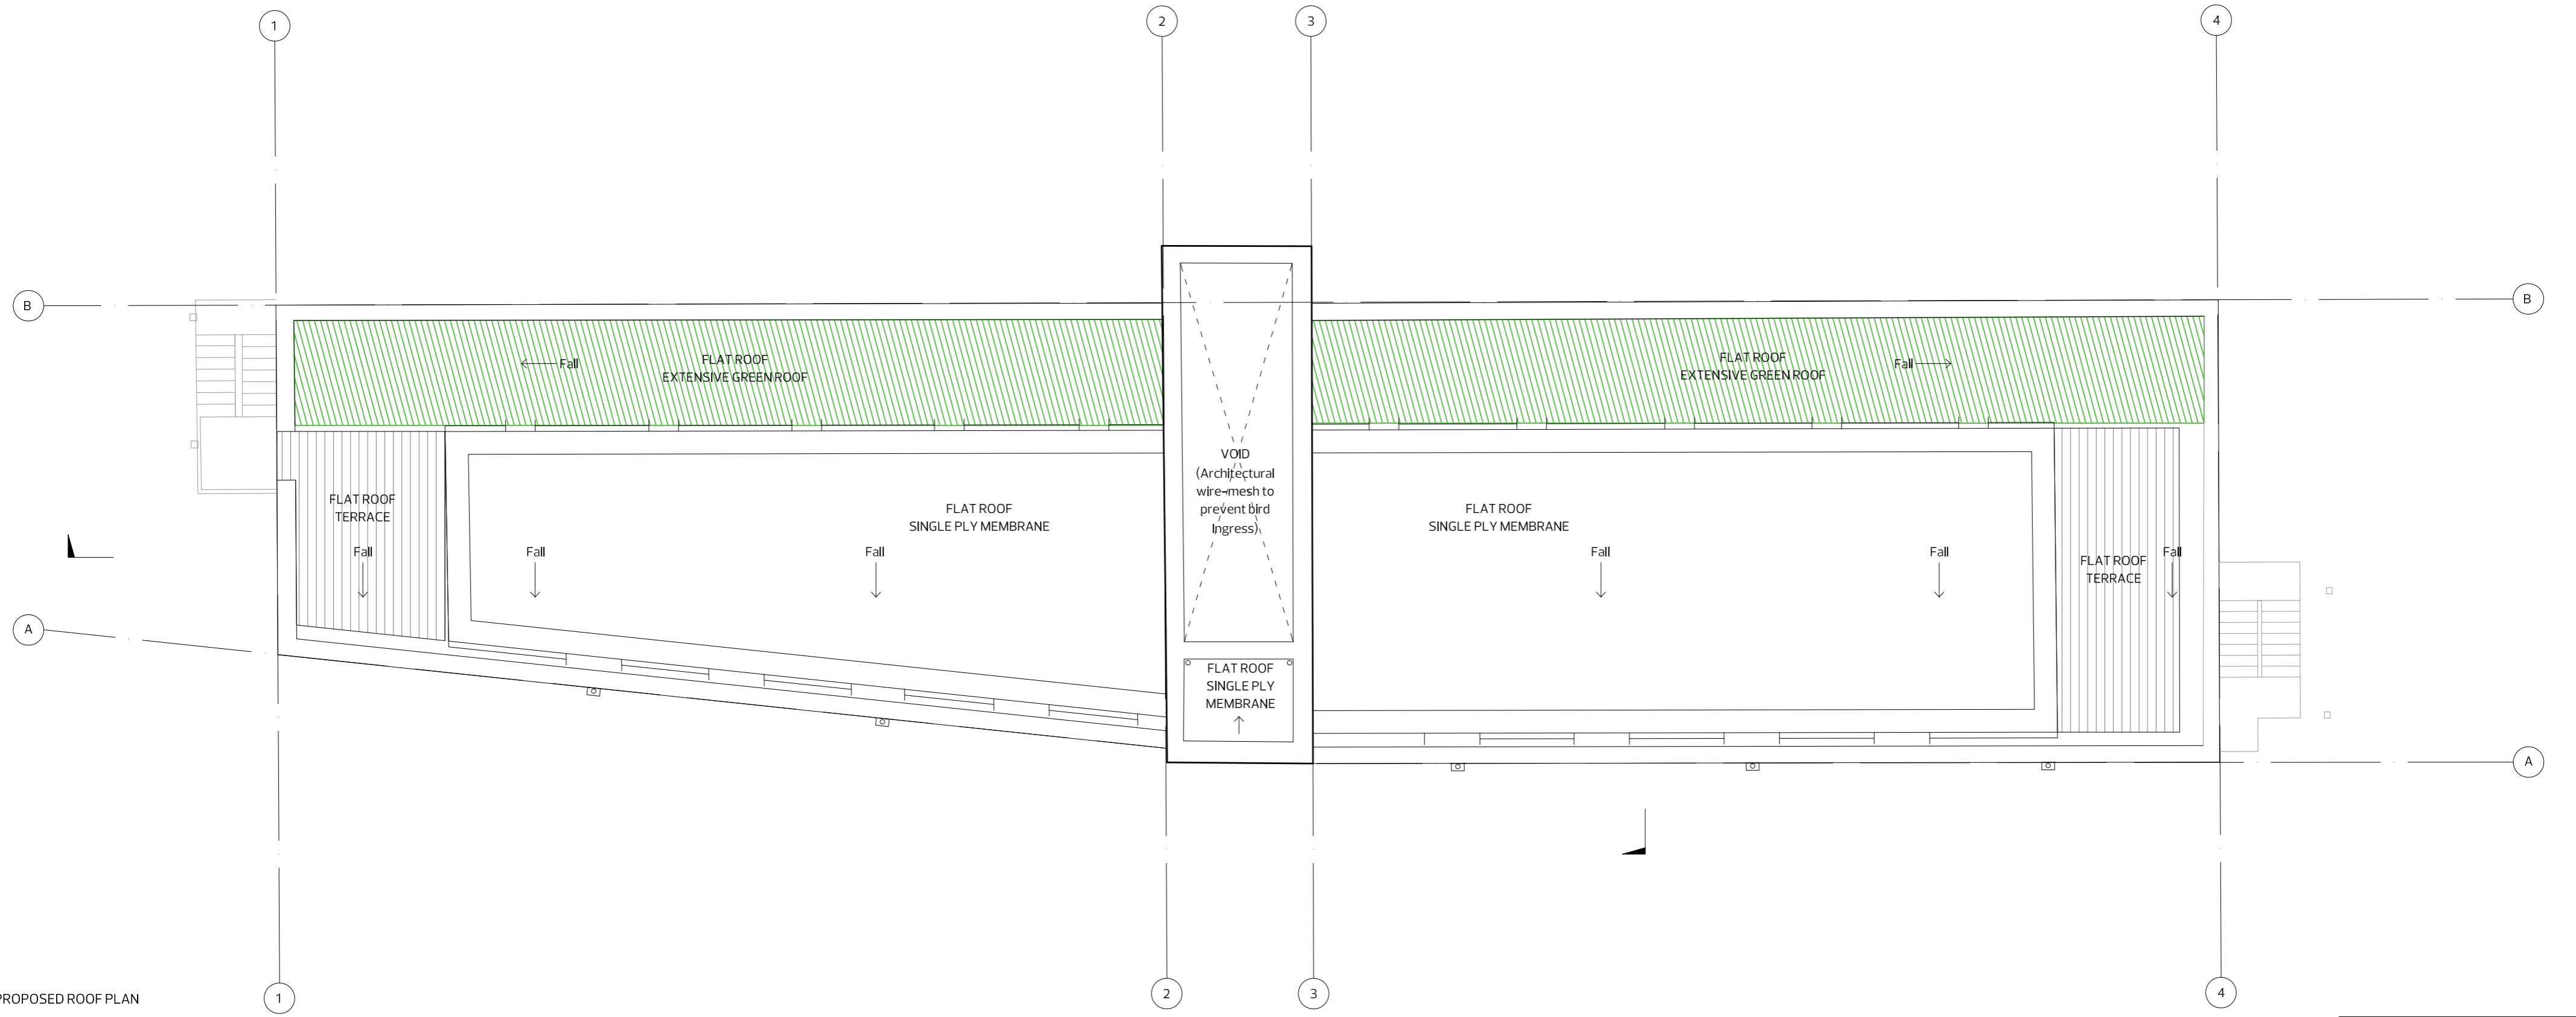 1
2
3
4
B
B
Fall
FLAT ROOF
EXTENSIVE GREEN ROOF
FLAT ROOF
EXTENSIVE GREEN ROOF
Fall
VOID
(Architectural
wire-mesh to
prevent bird
Ingress)
FLAT ROOF
TERRACE
Fall
Fall
FLAT ROOF
SINGLE PLY MEMBRANE
Fall
FLAT ROOF
SINGLE PLY MEMBRANE
Fall
Fall
FLAT ROOF
TERRACE
Fall
A
FLAT ROOF
SINGLE PLY
MEMBRANE
A
PROPOSED ROOF PLAN
1
2
3
4